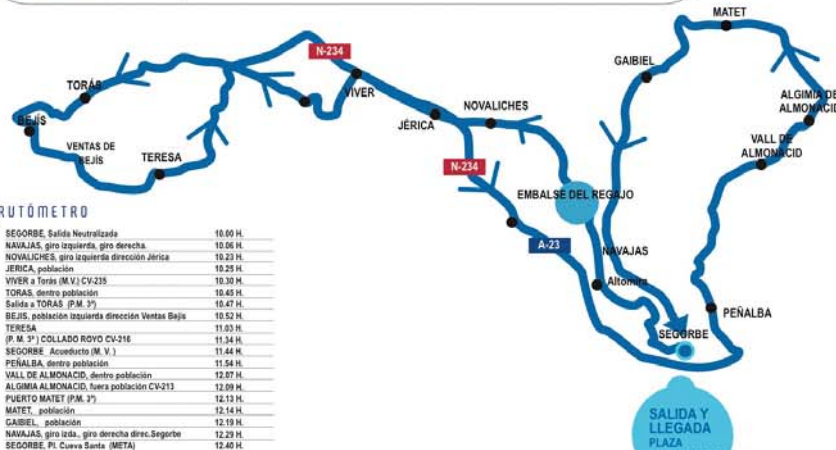 MATET
N-234
GAIBIEL
TORÁS
VIVER
ALGIMIA DE
ALMONACID
BEJÍS
NOVALICHES
JÉRICA
VENTAS DE
BEJÍS
TERESA
VALL DE
ALMONACID
N-234
EMBALSE DEL REGAJO
A-23
NAVAJAS
Altomira
PEÑALBA
SEGORBE
SALIDA Y
LLEGADA
PLAZA
RUTÓMETRO
SEGORBE, Salida Neutralizada 10.00 H.
NAVAJAS, giro izquierda, giro derecha. 10.06 H.
NOVALICHES, giro izquierda dirección Jérica 10.23 H.
JERICA, población 10.25 H.
VIVER a Torás (M.V.) CV-235 10.30 H.
TORAS, dentro población 10.45 H.
Salida a TORAS (P.M. 3ª) 10.47 H.
BEJIS, población izquierda dirección Ventas Bejis 10.52 H.
TERESA 11.03 H.
(P. M. 3ª ) COLLADO ROYO CV-216 11,34 H.
SEGORBE Acueducto (M. V. ) 11.44 H.
PEÑALBA, dentro población 11.54 H.
VALL DE ALMONACID, dentro población 12.07 H.
ALGIMIA ALMONACID, fuera población CV-213 12.09 H.
PUERTO MATET (P.M. 3ª) 12.13 H.
MATET, población 12.14 H.
GAIBIEL, población 12.19 H.
NAVAJAS, giro izda., giro derecha direc.Segorbe 12.29 H.
SEGORBE, Pl. Cueva Santa (META) 12.40 H.